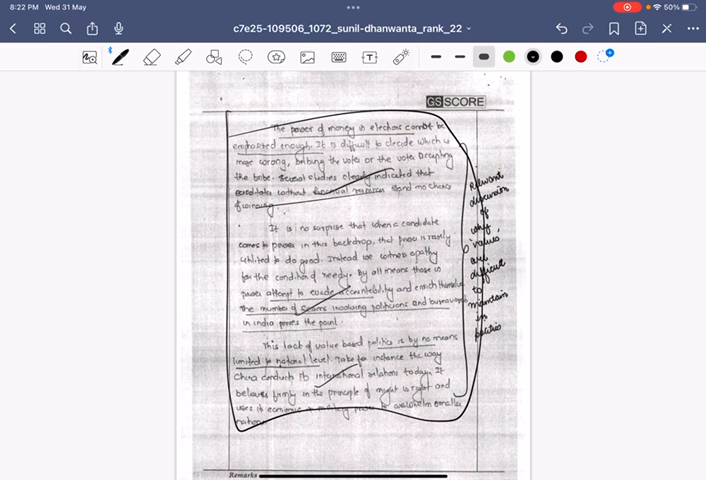 8:22 PM Wed 31 May
50%
c7e25-109506_1072_sunil-dhanwanta_rank_22
GSSCORE
The power of money in elections cannot be
emphasized enough. It is difficult to decide which is
more wrong, bribing the voter or the voter accepting
the bribe. Several studies clearly indicated that
candidates without financial resources stand no chance
of winning.
It is no surprise that when a candidate
comes to power in this backdrop, that power is rarely
utilised to do good. Instead we witness apathy
for the condition of needy. By all means those in
power attempt to evade accountability and enrich themselves
the number of scams involving politicians and bureaucrats
in India proves the point.
This lack of value based politics is by no means
limited to national level. Take for instance the way
China conducts its international relations today. It
believes firmly in the principle of might is right and
uses its economic military power to overwhelm smaller
nations
Relevant
discussion
of
why
values
are
difficult
to
maintain
in
politics
Remarks